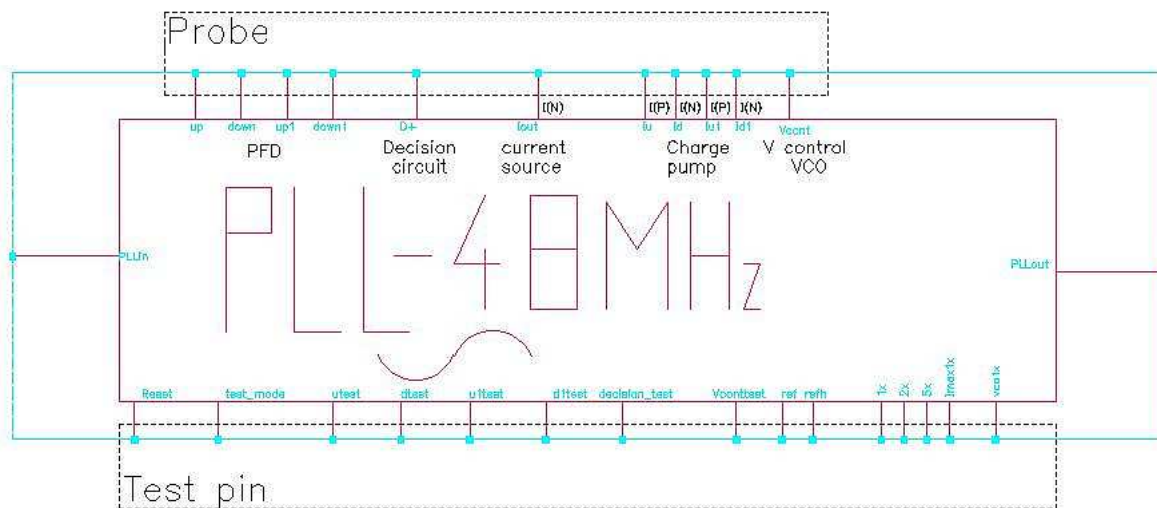 Probe
I(N) I(P) I(N) I(P) I(N)
up down up1 down1 D+ Iout Iu Id Iu1 Id1 Vcont
PFD Decision circuit current source Charge pump V control VCO
PLL-48MHz
PLLin
PLLout
Reset test_mode utest dtest u1test d1test decision_test Vconttest ref refh 1x 2x 5x Imax1x vco1x
Test pin